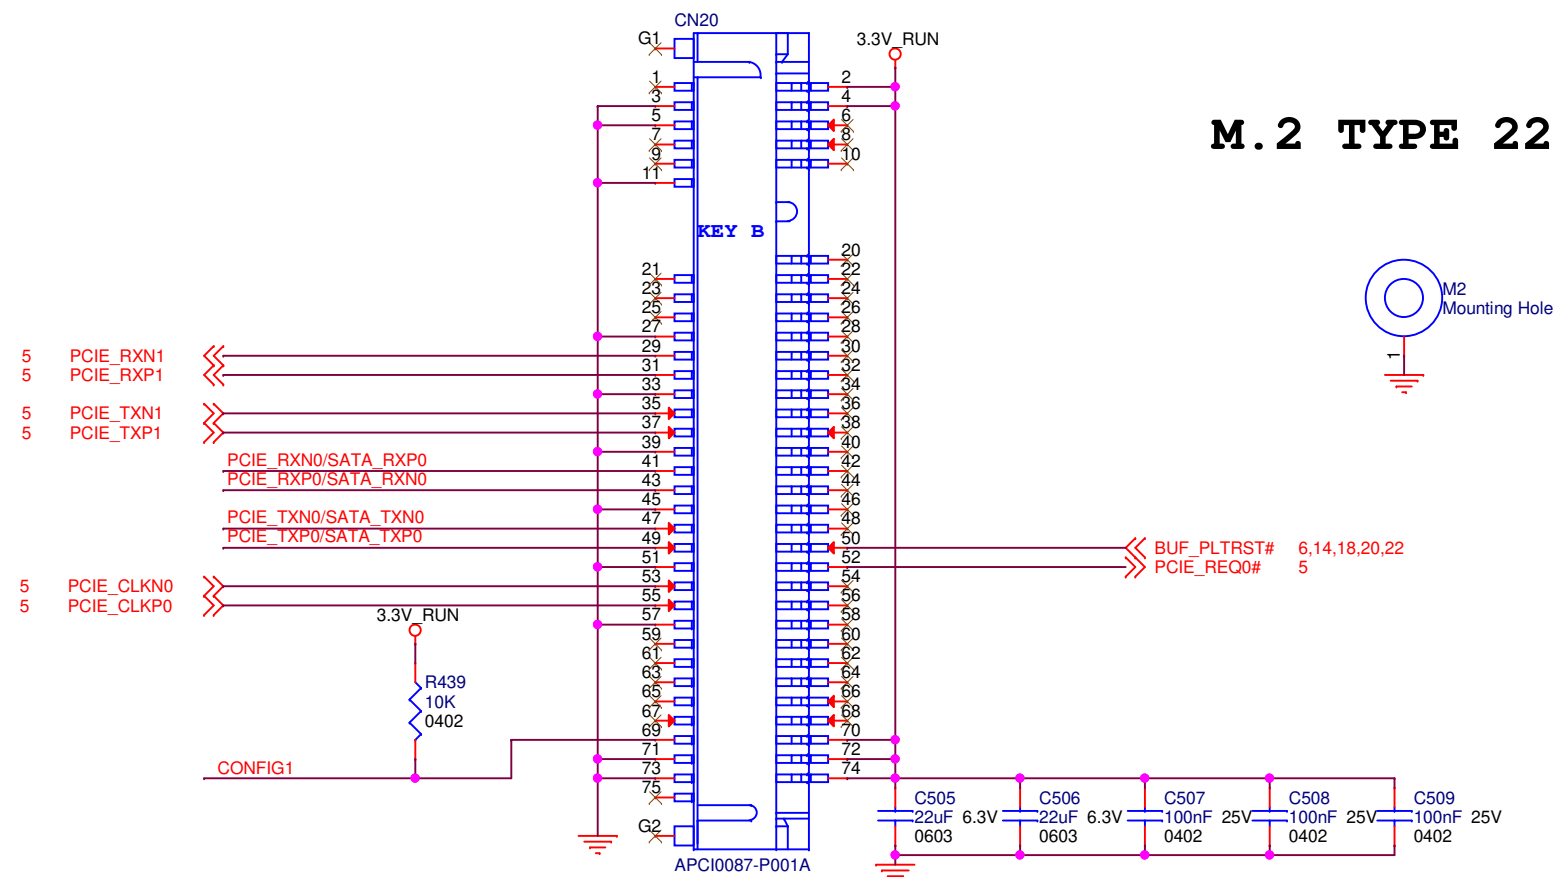 CN20
G1
3.3V_RUN
1
2
3
4
5
6
7
8
9
10
11
M.2 TYPE 22
KEY B
20
21
22
23
24
25
26
27
28
M2
Mounting Hole
1
5 PCIE_RXN1
29
30
5 PCIE_RXP1
31
32
33
34
5 PCIE_TXN1
35
36
5 PCIE_TXP1
37
38
39
40
PCIE_RXN0/SATA_RXP0
41
42
PCIE_RXP0/SATA_RXN0
43
44
45
46
PCIE_TXN0/SATA_TXN0
47
48
PCIE_TXP0/SATA_TXP0
49
50
BUF_PLTRST# 6,14,18,20,22
51
52
PCIE_REQ0# 5
5 PCIE_CLKN0
53
54
5 PCIE_CLKP0
55
56
3.3V_RUN
57
58
59
60
61
62
63
64
R439
10K
0402
65
66
67
68
69
70
71
72
CONFIG1
73
74
75
G2
APCI0087-P001A
C505
22uF 6.3V
0603
C506
22uF 6.3V
0603
C507
100nF 25V
0402
C508
100nF 25V
0402
C509
100nF 25V
0402